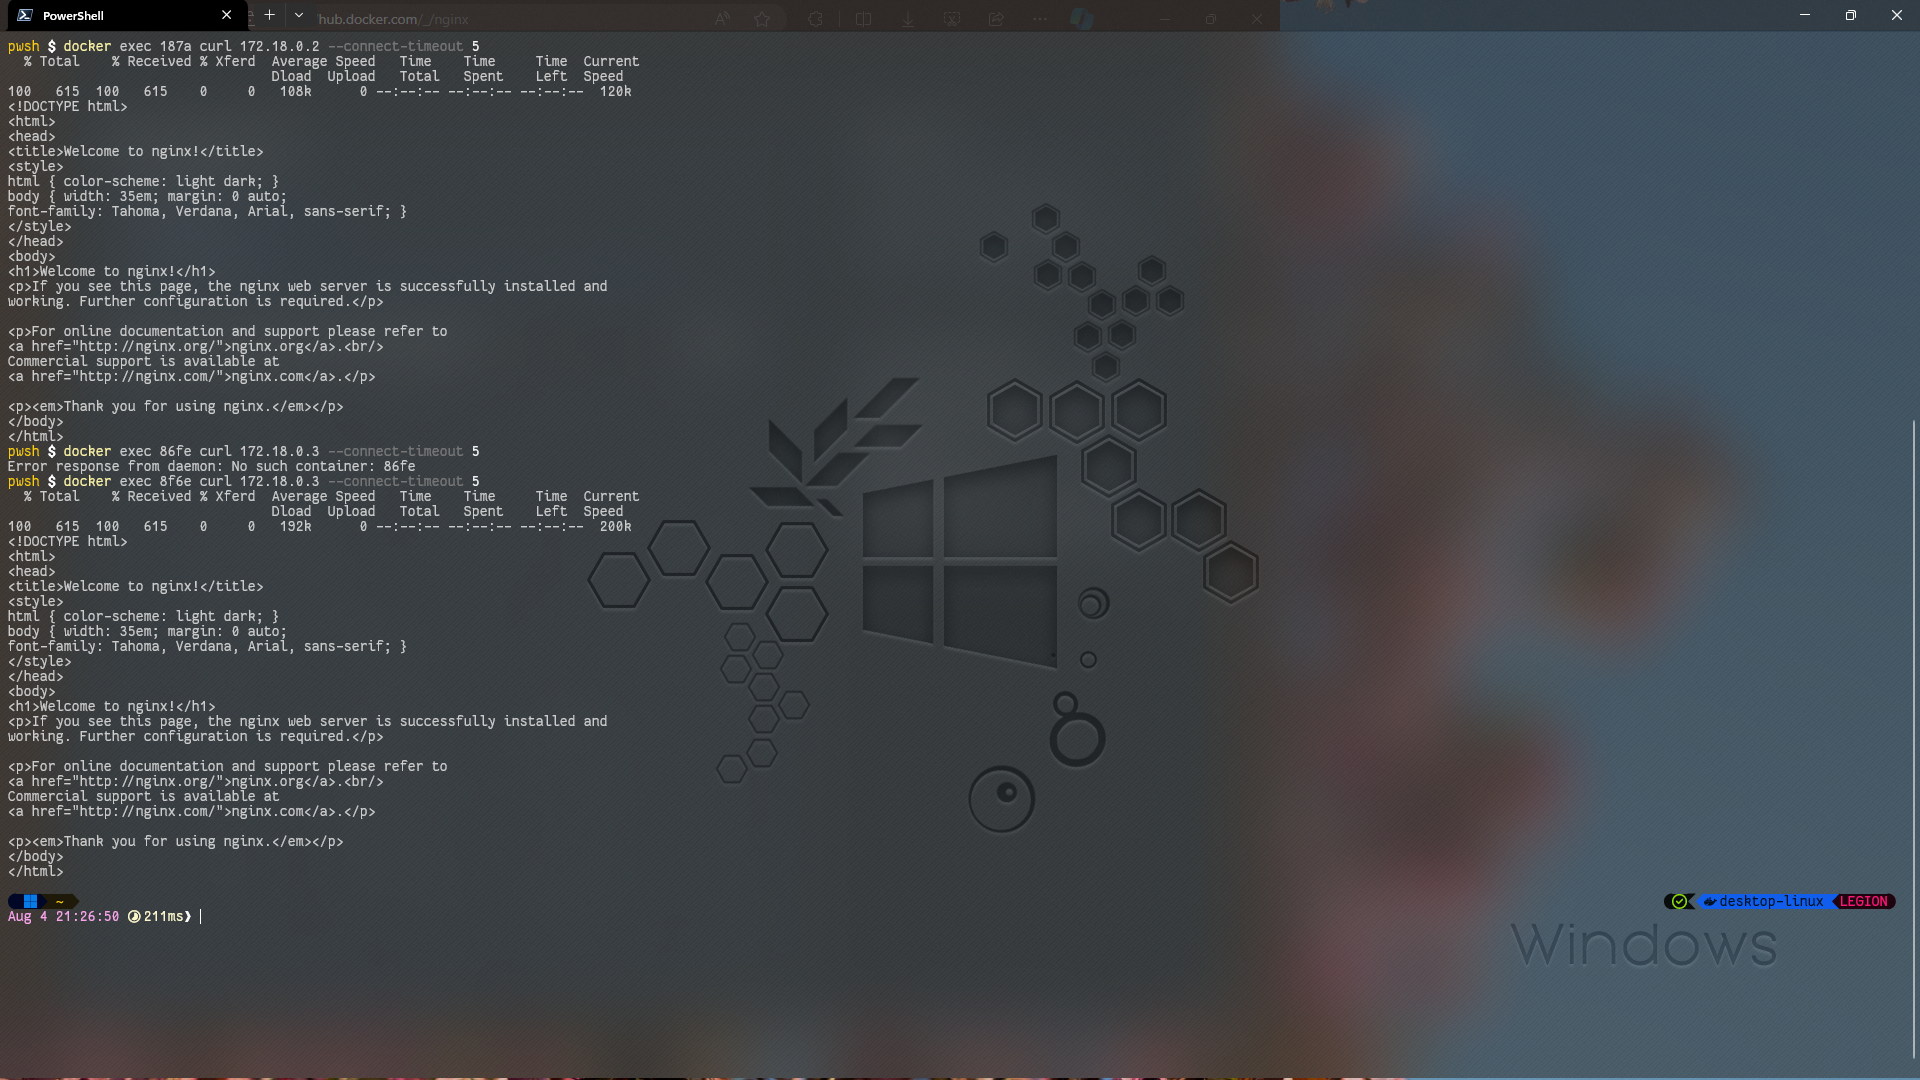 PowerShell
hub.docker.com/_/nginx
pwsh $ docker exec 187a curl 172.18.0.2 --connect-timeout 5
  % Total    % Received % Xferd  Average Speed   Time    Time     Time  Current
                                 Dload  Upload   Total   Spent    Left  Speed
100   615  100   615    0     0   108k      0 --:--:-- --:--:-- --:--:--  120k
<!DOCTYPE html>
<html>
<head>
<title>Welcome to nginx!</title>
<style>
html { color-scheme: light dark; }
body { width: 35em; margin: 0 auto;
font-family: Tahoma, Verdana, Arial, sans-serif; }
</style>
</head>
<body>
<h1>Welcome to nginx!</h1>
<p>If you see this page, the nginx web server is successfully installed and
working. Further configuration is required.</p>
<p>For online documentation and support please refer to
<a href="http://nginx.org/">nginx.org</a>.<br/>
Commercial support is available at
<a href="http://nginx.com/">nginx.com</a>.</p>
<p><em>Thank you for using nginx.</em></p>
</body>
</html>
pwsh $ docker exec 86fe curl 172.18.0.3 --connect-timeout 5
Error response from daemon: No such container: 86fe
pwsh $ docker exec 8f6e curl 172.18.0.3 --connect-timeout 5
  % Total    % Received % Xferd  Average Speed   Time    Time     Time  Current
                                 Dload  Upload   Total   Spent    Left  Speed
100   615  100   615    0     0   192k      0 --:--:-- --:--:-- --:--:--  200k
<!DOCTYPE html>
<html>
<head>
<title>Welcome to nginx!</title>
<style>
html { color-scheme: light dark; }
body { width: 35em; margin: 0 auto;
font-family: Tahoma, Verdana, Arial, sans-serif; }
</style>
</head>
<body>
<h1>Welcome to nginx!</h1>
<p>If you see this page, the nginx web server is successfully installed and
working. Further configuration is required.</p>
<p>For online documentation and support please refer to
<a href="http://nginx.org/">nginx.org</a>.<br/>
Commercial support is available at
<a href="http://nginx.com/">nginx.com</a>.</p>
<p><em>Thank you for using nginx.</em></p>
</body>
</html>
~ desktop-linux LEGION
Aug 4 21:26:50 211ms❯
Windows